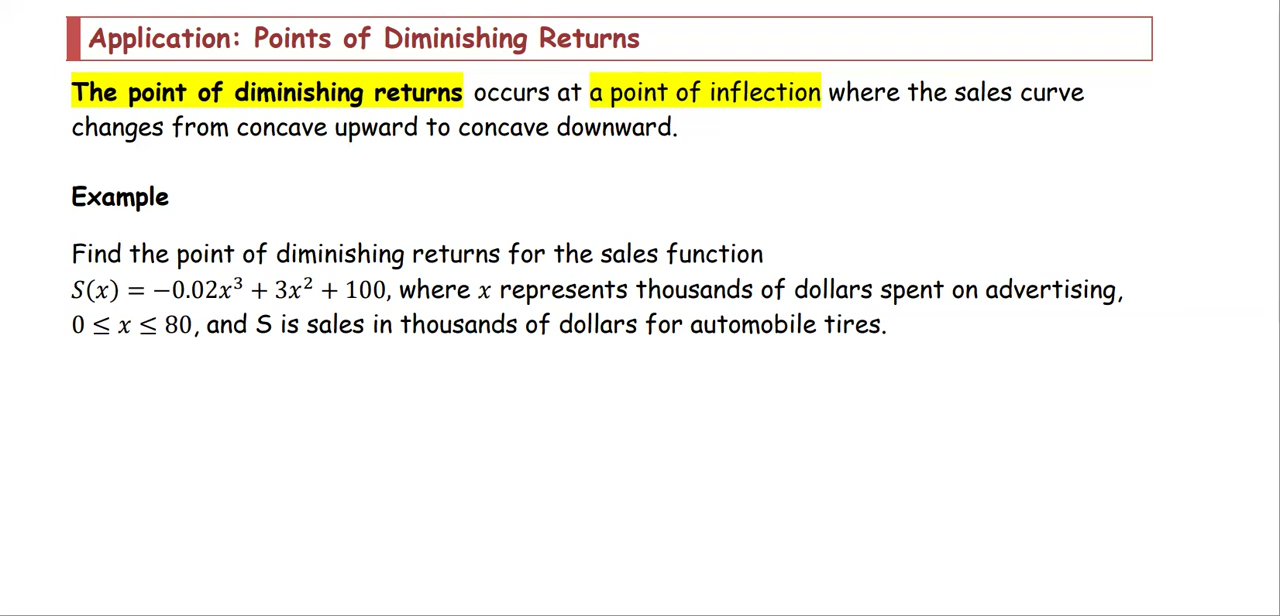 Application: Points of Diminishing Returns
The point of diminishing returns occurs at a point of inflection where the sales curve
changes from concave upward to concave downward.
Example
Find the point of diminishing returns for the sales function
𝑆(𝑥) = −0.02𝑥³ + 3𝑥² + 100, where 𝑥 represents thousands of dollars spent on advertising,
0 ≤ 𝑥 ≤ 80, and S is sales in thousands of dollars for automobile tires.